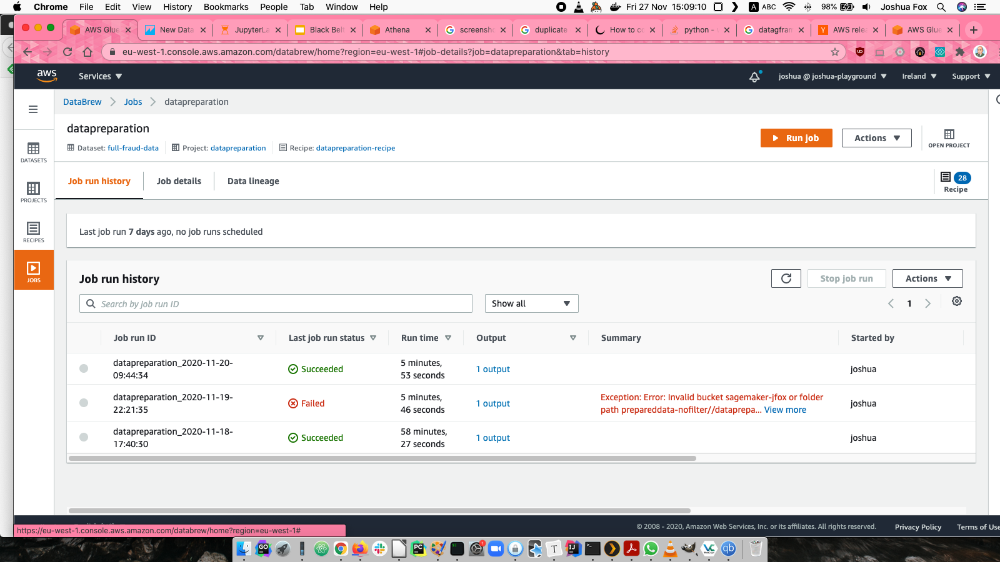 Chrome File Edit View History Bookmarks People Tab Window Help A ABC 98% Fri 27 Nov 15:09:10 Joshua Fox
AWS Glue New Data JupyterLa Black Belt Athena screensh duplicate How to co python - datagfram AWS relea AWS Glue
eu-west-1.console.aws.amazon.com/databrew/home?region=eu-west-1#job-details?job=datapreparation&tab=history
aws Services joshua @ joshua-playground Ireland Support
DataBrew Jobs datapreparation
datapreparation
Run job Actions OPEN PROJECT
Dataset: full-fraud-data Project: datapreparation Recipe: datapreparation-recipe
DATASETS
PROJECTS
RECIPES
JOBS
Job run history Job details Data lineage 28 Recipe
Last job run 7 days ago, no job runs scheduled
Job run history Stop job run Actions
Search by job run ID Show all 1
Job run ID Last job run status Run time Output Summary Started by
datapreparation_2020-11-20-09:44:34 Succeeded 5 minutes, 53 seconds 1 output joshua
datapreparation_2020-11-19-22:21:35 Failed 5 minutes, 46 seconds 1 output Exception: Error: Invalid bucket sagemaker-jfox or folder path prepareddata-nofilter//dataprepa... View more joshua
datapreparation_2020-11-18-17:40:30 Succeeded 58 minutes, 27 seconds 1 output joshua
© 2008 - 2020, Amazon Web Services, Inc. or its affiliates. All rights reserved. Privacy Policy Terms of Use
https://eu-west-1.console.aws.amazon.com/databrew/home?region=eu-west-1#